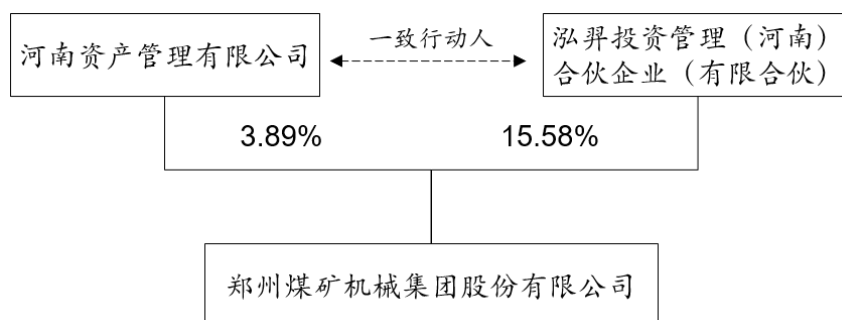 河南资产管理有限公司
一致行动人
泓羿投资管理（河南）
合伙企业（有限合伙）
3.89%
15.58%
郑州煤矿机械集团股份有限公司